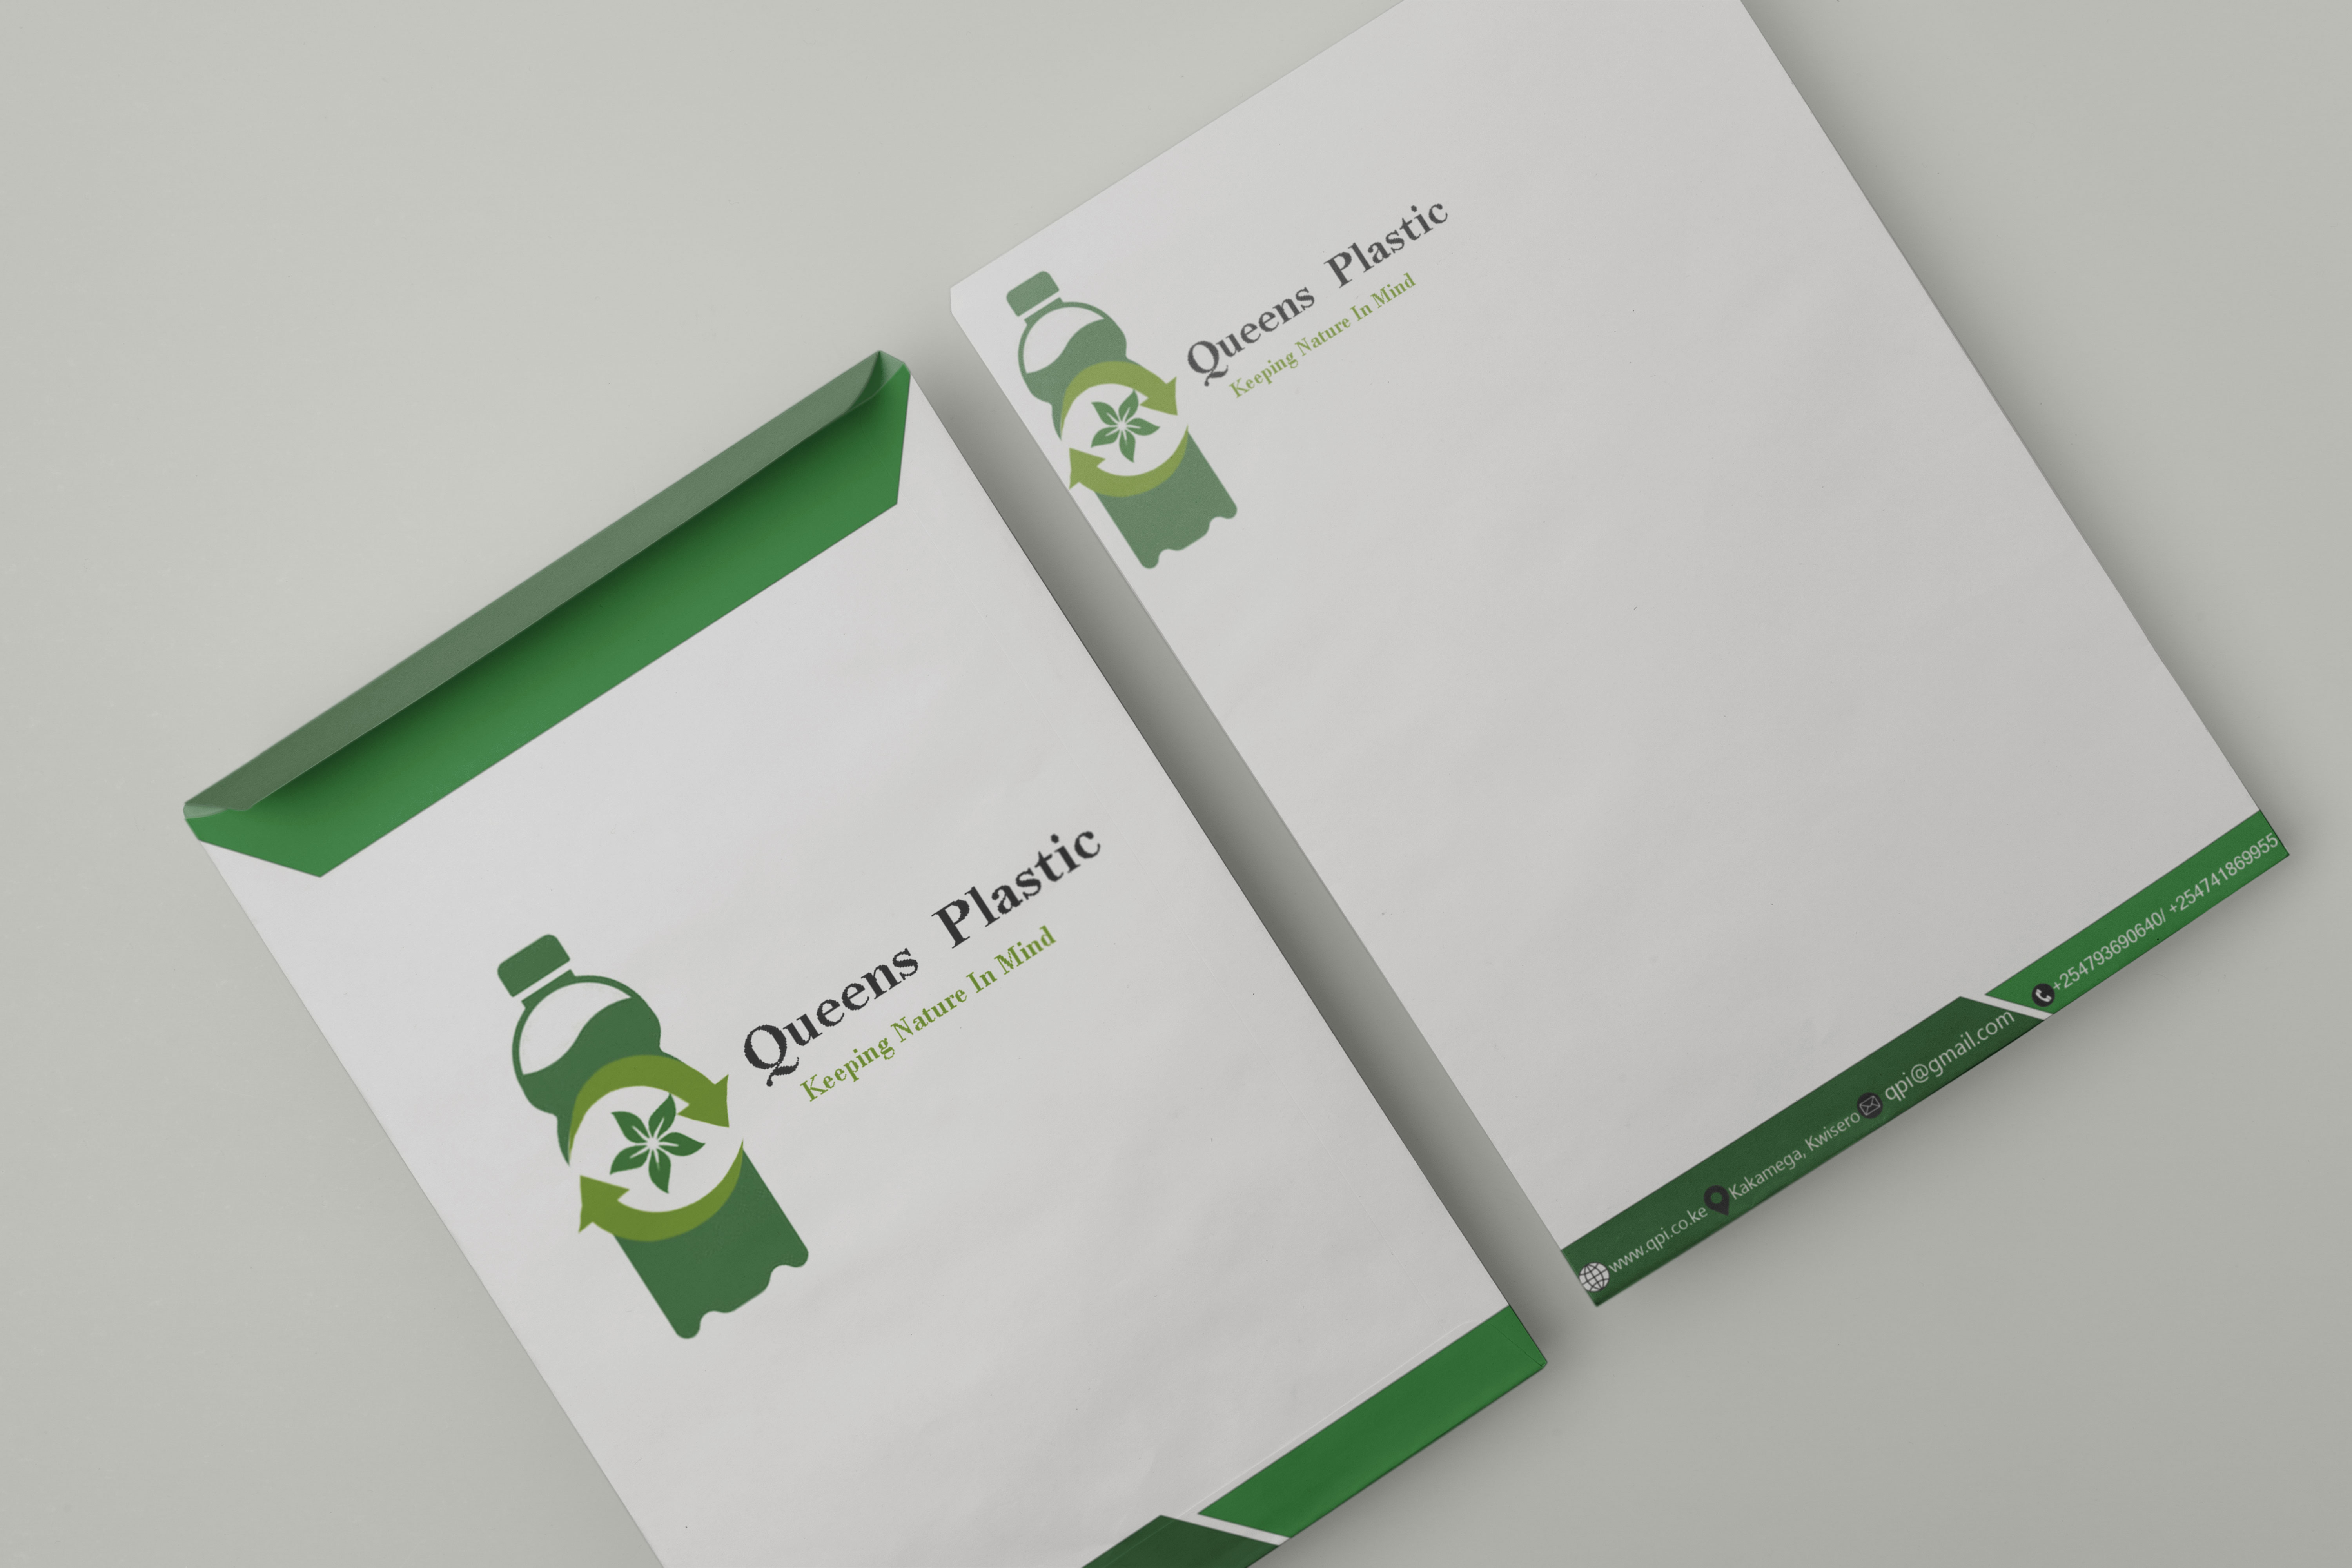 Queens Plastic
Keeping Nature In Mind
Queens Plastic
Keeping Nature In Mind
www.qpi.co.ke Kakamega, Kwisero qpi@gmail.com +254793690640/ +254741869955